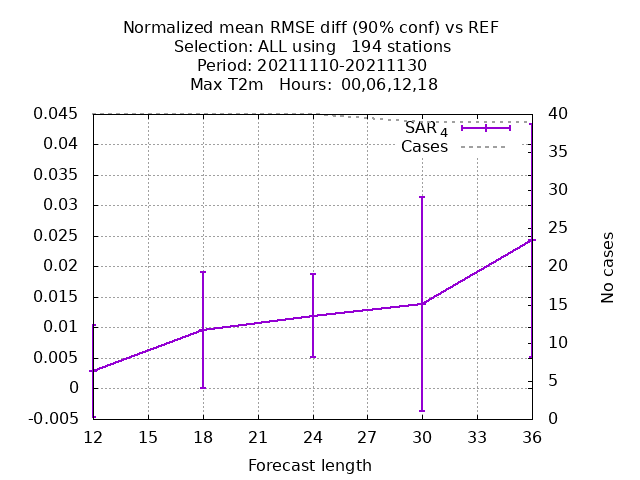 Normalized mean RMSE diff (90% conf) vs REF
Selection: ALL using   194 stations
Period: 20211110-20211130
Max T2m   Hours:  00,06,12,18
0.045
0.04
0.035
0.03
0.025
0.02
0.015
0.01
0.005
0
-0.005
40
35
30
25
20
15
10
5
0
SAR 4
Cases
No cases
12 15 18 21 24 27 30 33 36
Forecast length